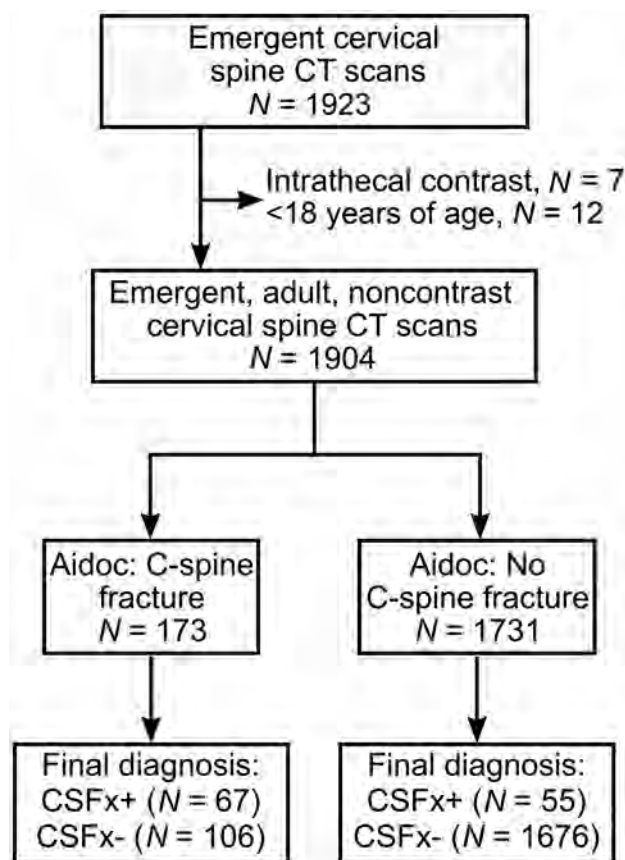 Emergent cervical
spine CT scans
N = 1923
Intrathecal contrast, N = 7
<18 years of age, N = 12
Emergent, adult, noncontrast
cervical spine CT scans
N = 1904
Aidoc: C-spine
fracture
N = 173
Aidoc: No
C-spine fracture
N = 1731
Final diagnosis:
CSFx+ (N = 67)
CSFx- (N = 106)
Final diagnosis:
CSFx+ (N = 55)
CSFx- (N = 1676)